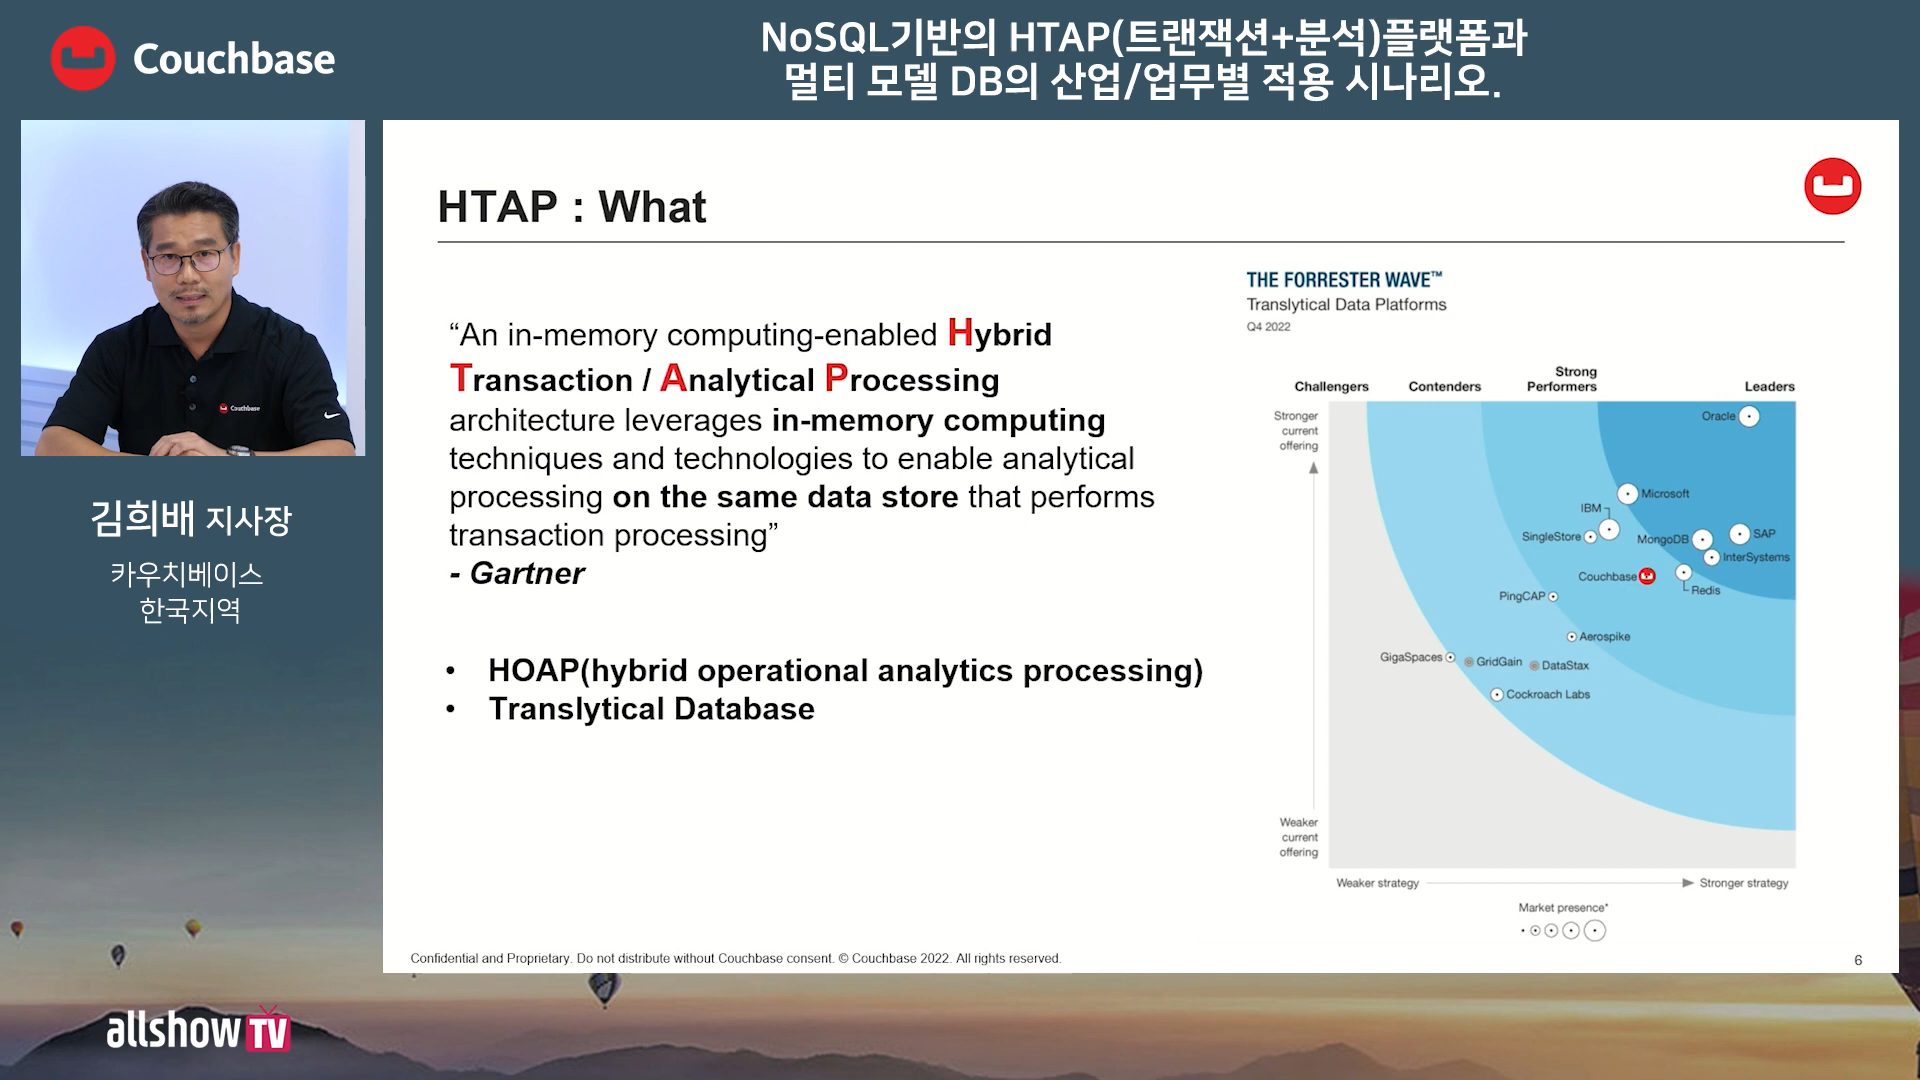 Couchbase
NoSQL기반의 HTAP(트랜잭션+분석)플랫폼과
멀티 모델 DB의 산업/업무별 적용 시나리오.
Couchbase
김희배 지사장
카우치베이스
한국지역
HTAP : What
“An in-memory computing-enabled Hybrid
Transaction / Analytical Processing
architecture leverages in-memory computing
techniques and technologies to enable analytical
processing on the same data store that performs
transaction processing”
- Gartner
• HOAP(hybrid operational analytics processing)
• Translytical Database
THE FORRESTER WAVE™
Translytical Data Platforms
Q4 2022
Challengers
Contenders
Strong
Performers
Leaders
Stronger
current
offering
Oracle
Microsoft
IBM
SingleStore
MongoDB
SAP
InterSystems
Couchbase
Redis
PingCAP
Aerospike
GigaSpaces
GridGain
DataStax
Cockroach Labs
Weaker
current
offering
Weaker strategy
Stronger strategy
Market presence*
Confidential and Proprietary. Do not distribute without Couchbase consent. © Couchbase 2022. All rights reserved.
6
allshowTV